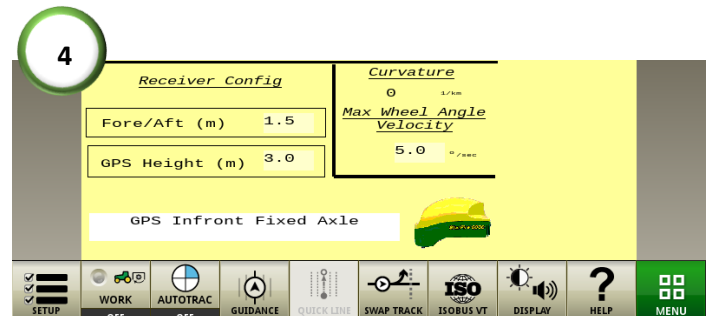 4
Receiver Config
Fore/Aft (m) 1.5
GPS Height (m) 3.0
Curvature
0 1/km
Max Wheel Angle
Velocity
5.0 °/sec
GPS Infront Fixed Axle
SETUP
WORK
OFF
AUTOTRAC
OFF
GUIDANCE
QUICK LINE
SWAP TRACK
ISO
ISOBUS VT
DISPLAY
?
HELP
MENU